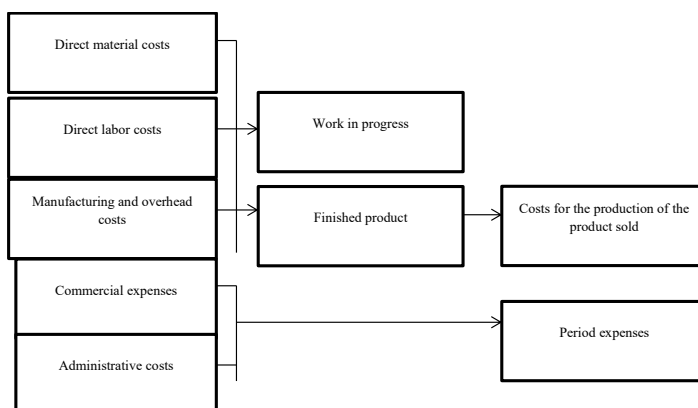 Direct material costs
Direct labor costs
Work in progress
Manufacturing and overhead
costs
Finished product
Costs for the production of the
product sold
Commercial expenses
Period expenses
Administrative costs